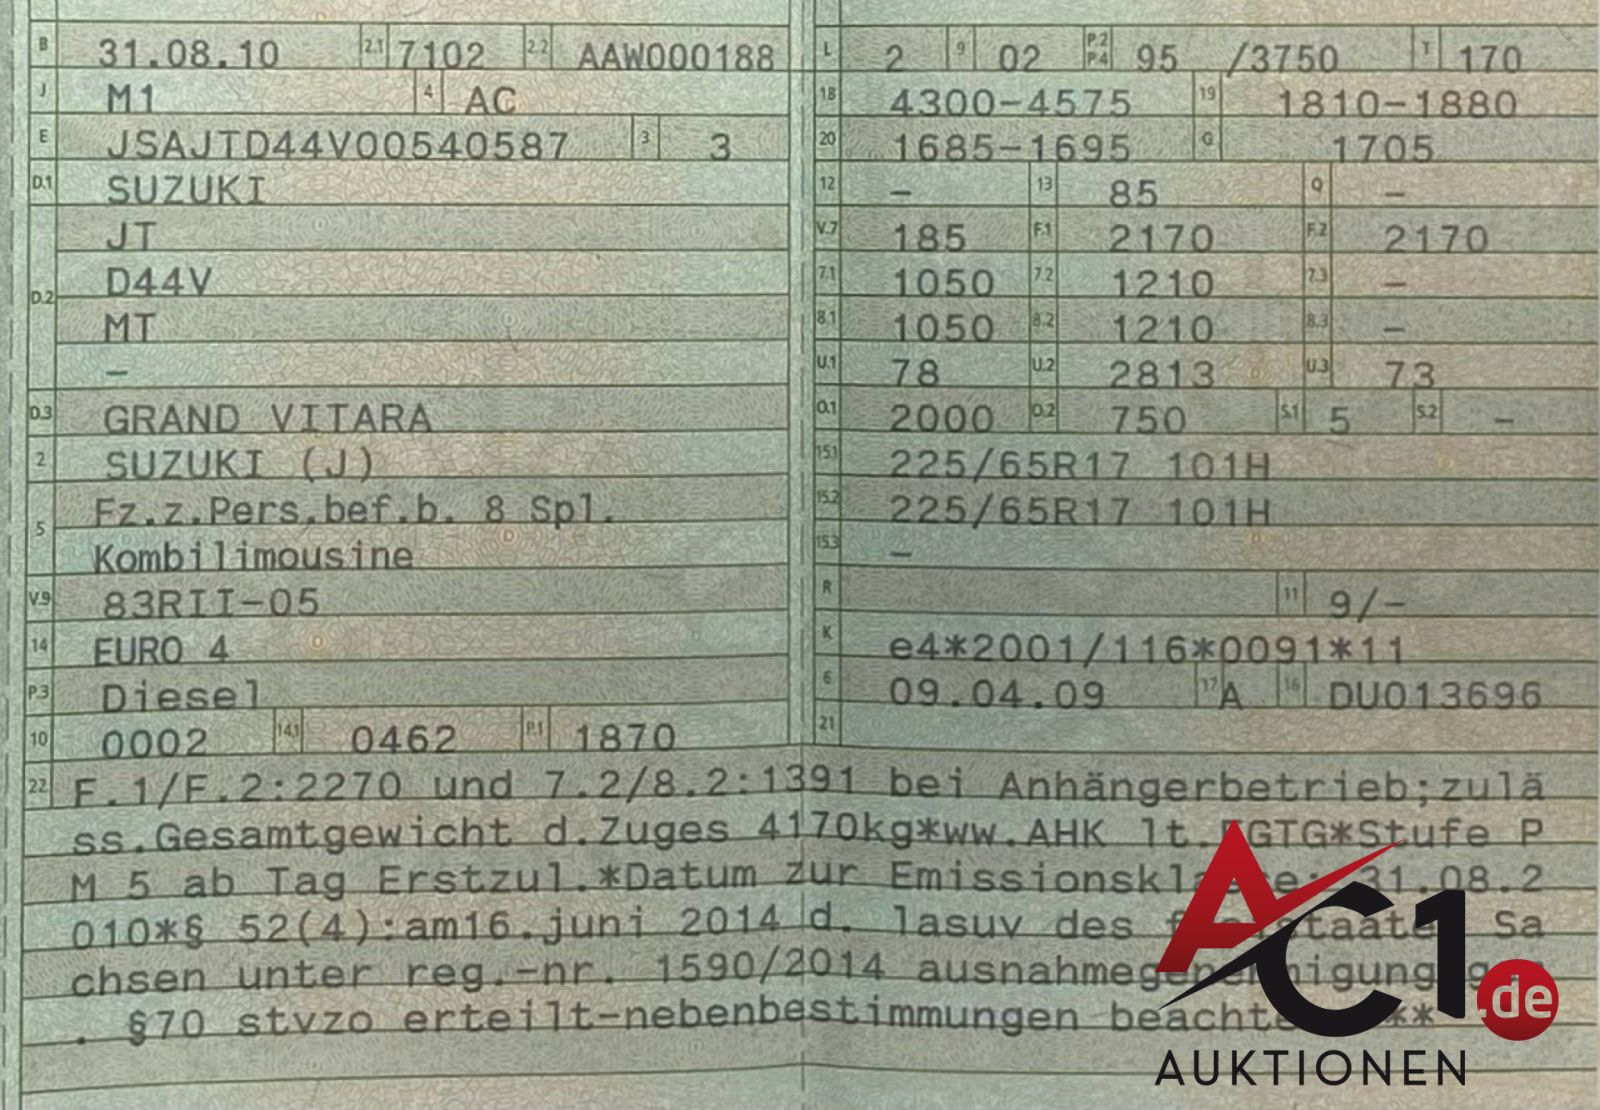 B 31.08.10 2.1 7102 2.2 AAW000188
J M1 4 AC
E JSAJTD44V00540587 3 3
D.1 SUZUKI
JT
D.2 D44V
MT
–
D.3 GRAND VITARA
2 SUZUKI (J)
5 Fz.z.Pers.bef.b. 8 Spl.
Kombilimousine
V.9 83RII-05
14 EURO 4
P.3 Diesel
10 0002 14.1 0462 P.1 1870
L 2 9 02 P.2 P.4 95 /3750 T 170
18 4300-4575 19 1810-1880
20 1685-1695 G 1705
12 – 13 85 Q –
V.7 185 F.1 2170 F.2 2170
7.1 1050 7.2 1210 7.3 –
8.1 1050 8.2 1210 8.3 –
U.1 78 U.2 2813 U.3 73
O.1 2000 O.2 750 S.1 5 S.2 –
15.1 225/65R17 101H
15.2 225/65R17 101H
15.3 –
R 11 9/-
K e4*2001/116*0091*11
6 09.04.09 17 A 16 DU013696
21
22 F.1/F.2:2270 und 7.2/8.2:1391 bei Anhängerbetrieb;zulä
ss.Gesamtgewicht d.Zuges 4170kg*ww.AHK lt. *Stufe P
M 5 ab Tag Erstzul.*Datum zur 31.08.2
010*§ 52(4):am16.juni 2014 d. lasuv des Sa
chsen unter reg.-nr. 1590/2014
. §70 stvzo erteilt-nebenbestimmungen **
AC1.de
AUKTIONEN